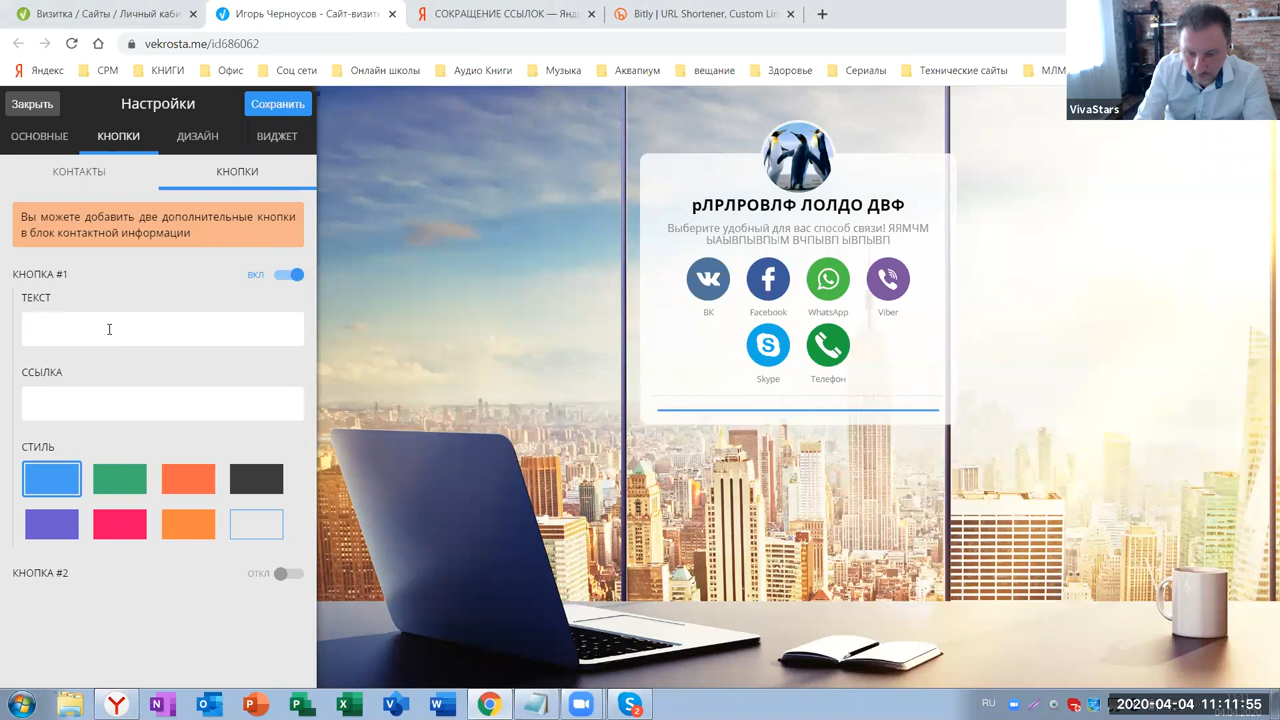 Визитка / Сайты / Личный каби
Игорь Черноусов - Сайт-визитк
СОКРАЩЕНИЕ ССЫЛОК — Янд
Bitly | URL Shortener, Custom Lin
vekrosta.me/id686062
Яндекс
СРМ
КНИГИ
Офис
Соц сети
Онлайн школы
Аудио Книги
Музыка
Аквапиум
вещание
Здоровье
Сериалы
Технические сайты
МЛМ
VivaStars
Закрыть
Настройки
Сохранить
ОСНОВНЫЕ
КНОПКИ
ДИЗАЙН
ВИДЖЕТ
КОНТАКТЫ
КНОПКИ
Вы можете добавить две дополнительные кнопки
в блок контактной информации
КНОПКА #1
ВКЛ
ТЕКСТ
ССЫЛКА
СТИЛЬ
КНОПКА #2
ОТКЛ
рЛРЛРОВЛФ ЛОЛДО ДВФ
Выберите удобный для вас способ связи! ЯЯМЧМ
ЫАЫВПЫВПЫМ ВЧПЫВП ЫВПЫВП
ВК
Facebook
WhatsApp
Viber
Skype
Телефон
RU
2020-04-04 11:11:55